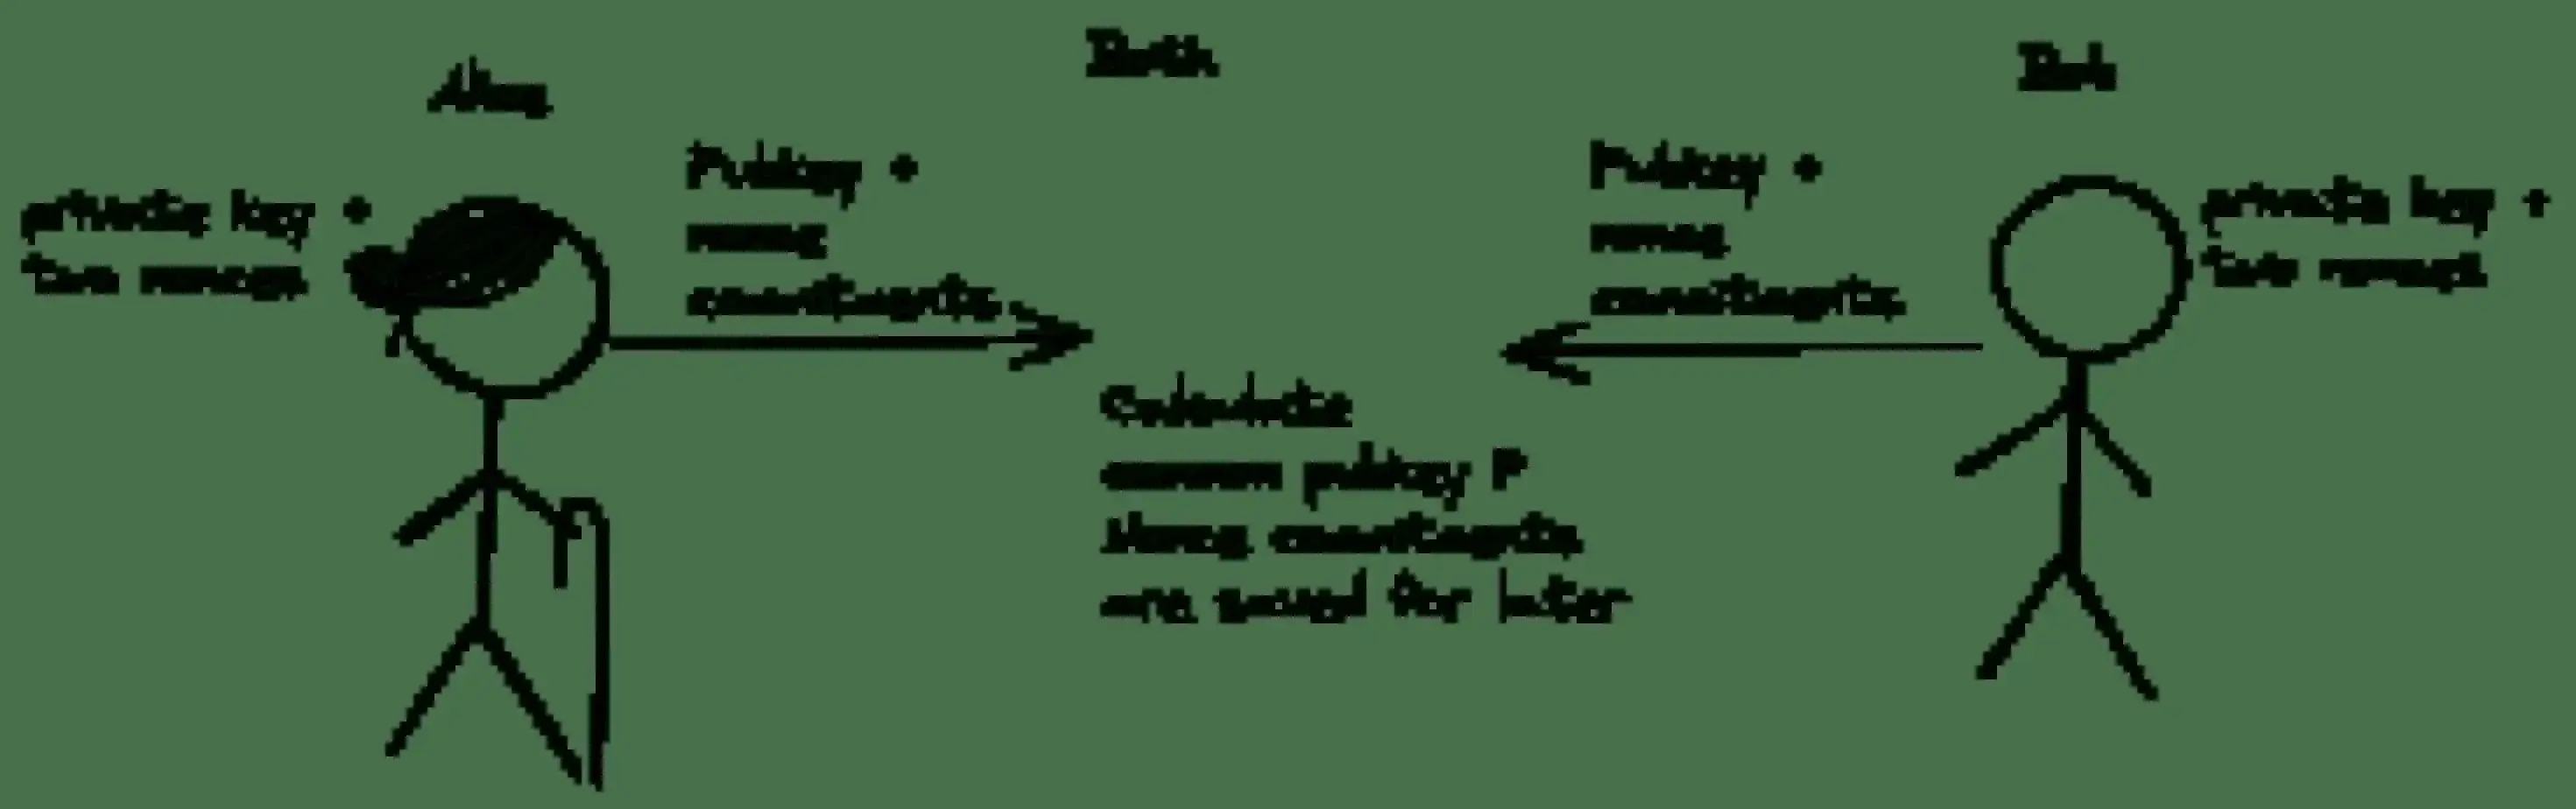 Alice
Both
Bob
private key +
two nonces
Pubkey +
nonce
commitments
Pubkey +
nonce
commitments
private key +
two nonces
Calculate
common pubkey P
Nonce commitments
are saved for later